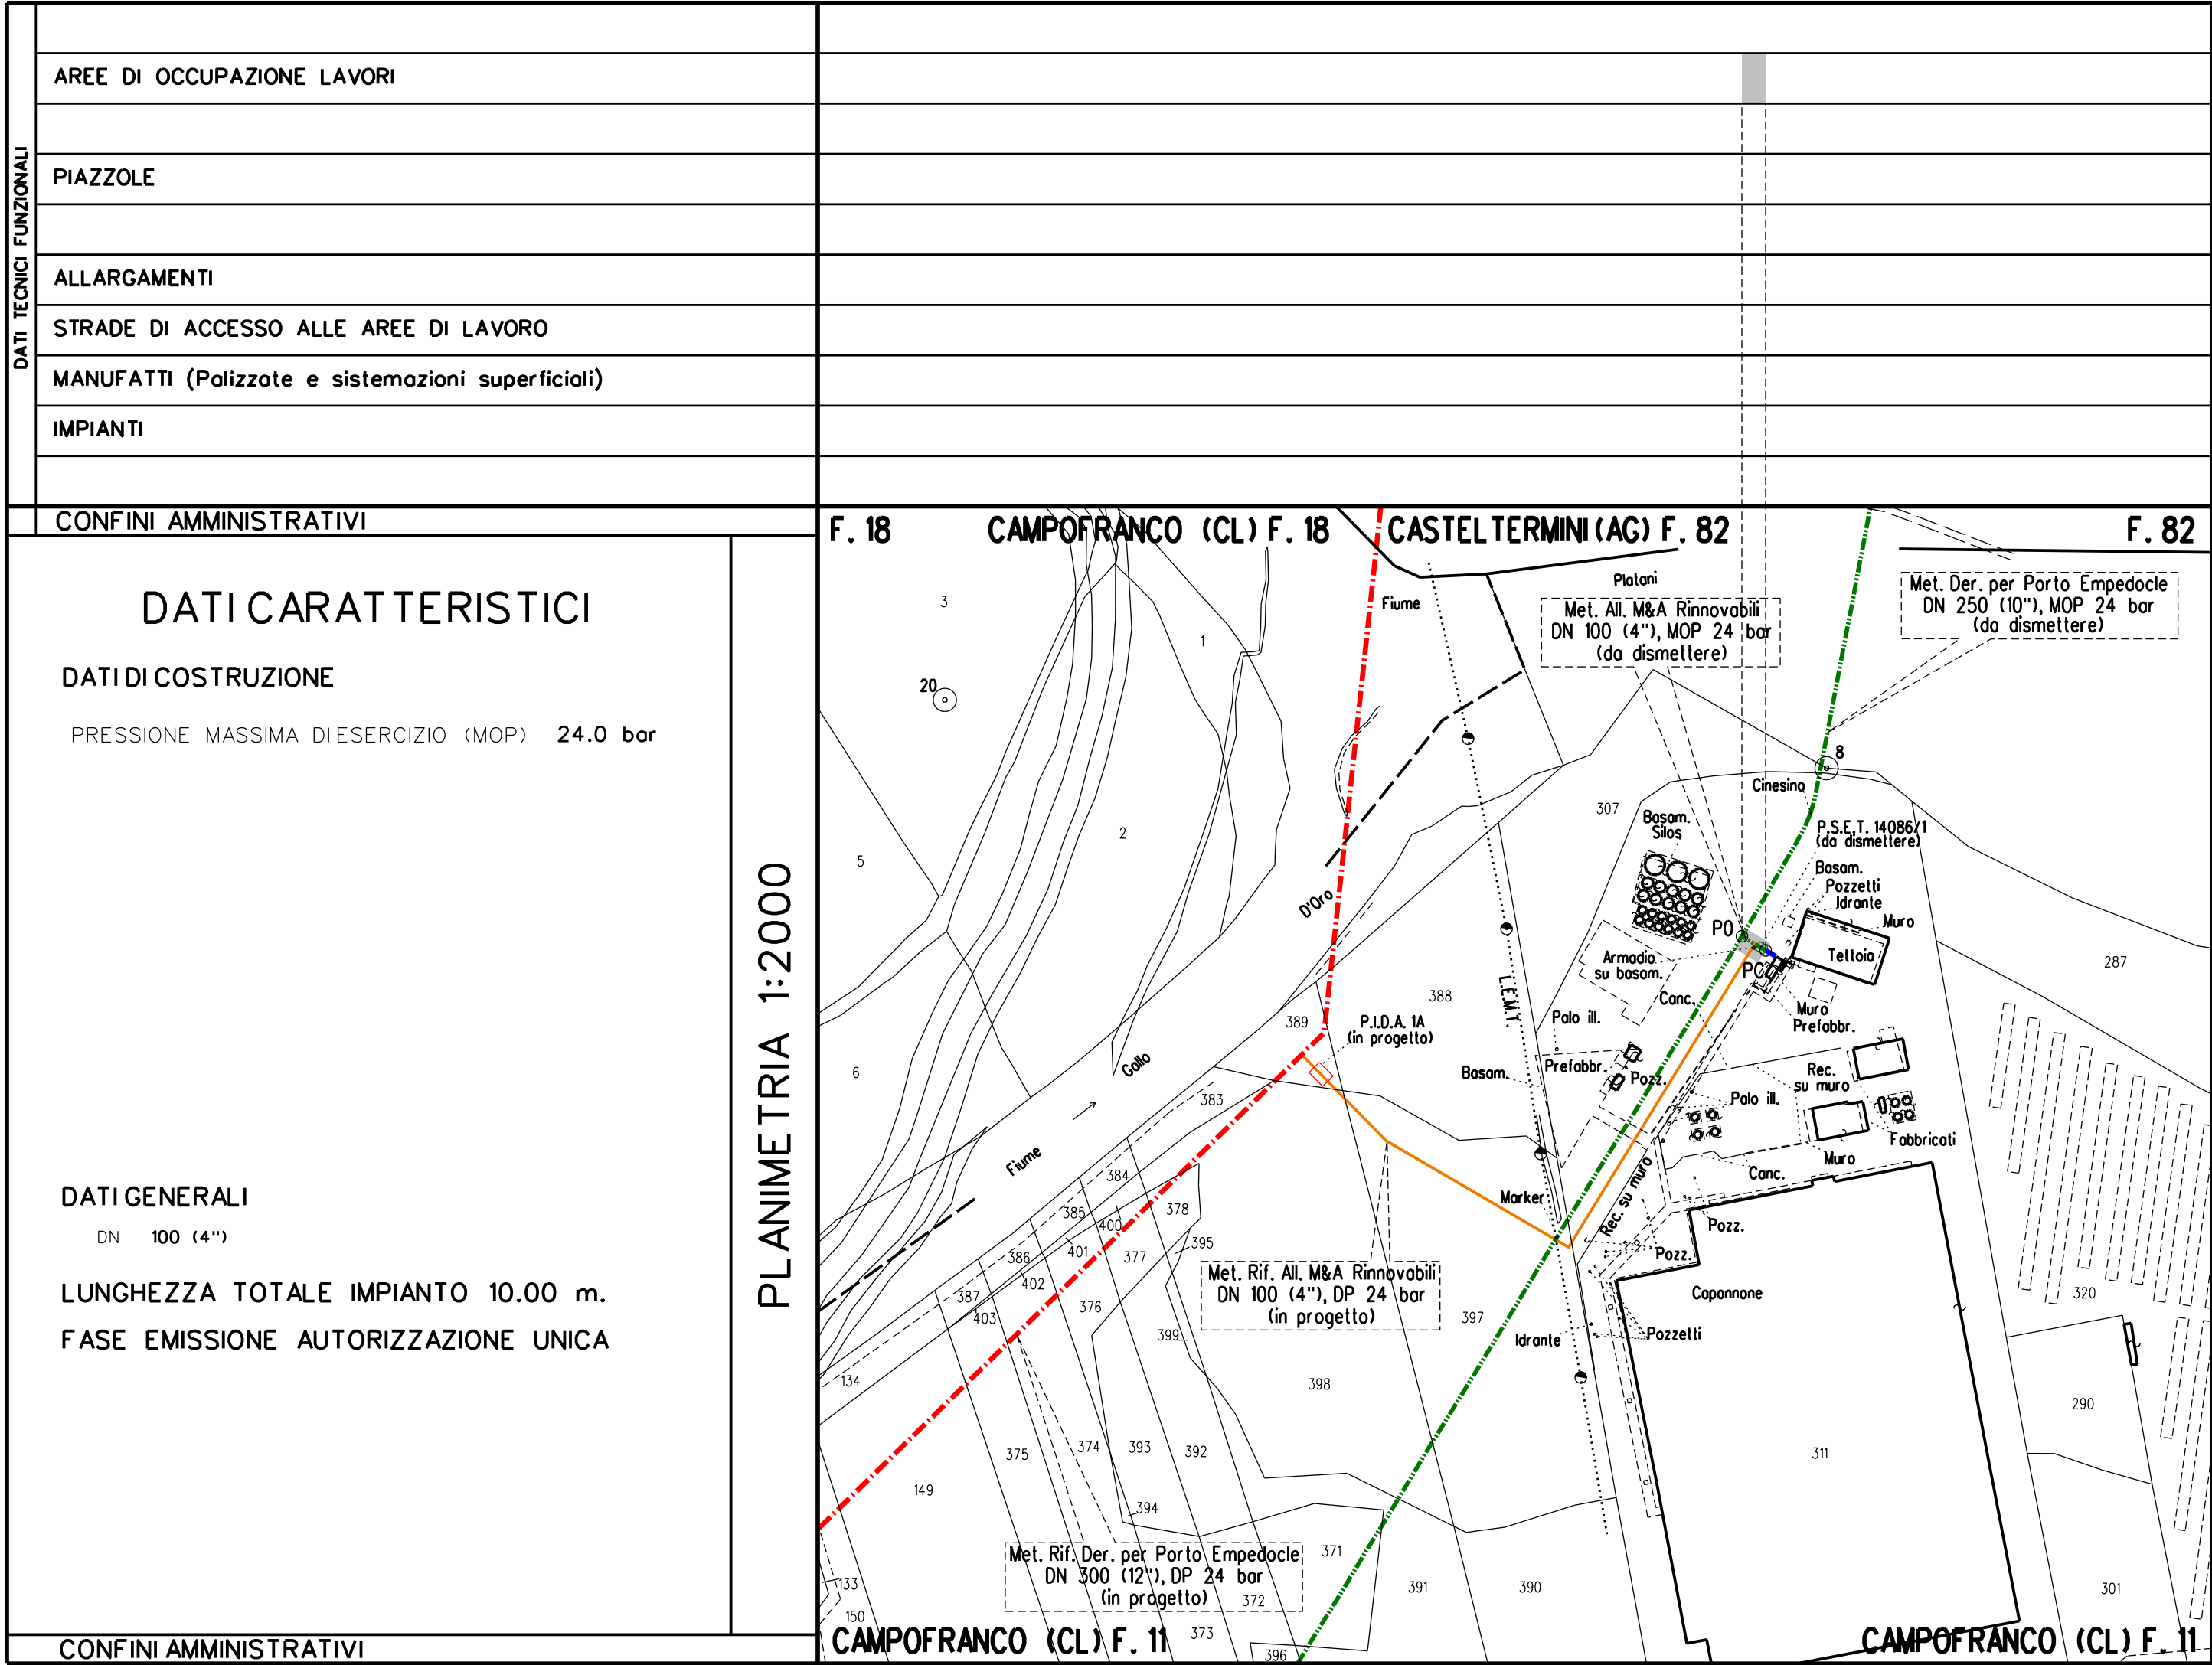 DATI TECNICI FUNZIONALI
AREE DI OCCUPAZIONE LAVORI
PIAZZOLE
ALLARGAMENTI
STRADE DI ACCESSO ALLE AREE DI LAVORO
MANUFATTI (Palizzate e sistemazioni superficiali)
IMPIANTI
CONFINI AMMINISTRATIVI
DATI CARATTERISTICI
DATI DI COSTRUZIONE
PRESSIONE MASSIMA DI ESERCIZIO (MOP) 24.0 bar
DATI GENERALI
DN 100 (4")
LUNGHEZZA TOTALE IMPIANTO 10.00 m.
FASE EMISSIONE AUTORIZZAZIONE UNICA
CONFINI AMMINISTRATIVI
PLANIMETRIA 1:2000
F. 18
CAMPOFRANCO (CL) F. 18
CASTELTERMINI (AG) F. 82
F. 82
Platani
Fiume
Met. All. M&A Rinnovabili
DN 100 (4"), MOP 24 bar
(da dismettere)
Met. Der. per Porto Empedocle
DN 250 (10"), MOP 24 bar
(da dismettere)
3
1
20
2
5
6
8
Cinesino
307
Basam.
Silos
P.S.E.T. 14086/1
(da dismettere)
Basam.
Pozzetti
Idrante
Muro
Tettoia
P0
PC1
D'Oro
Armadio
su basam.
287
L.E.M.T.
388
Canc.
389
P.I.D.A. 1A
(in progetto)
Palo ill.
Muro
Prefabbr.
Gallo
Basam.
Prefabbr.
Pozz.
Rec.
su muro
383
Palo ill.
Fabbricati
Fiume
Muro
384
Canc.
Marker
Rec. su muro
378
385
400
Pozz.
386
401
377
395
Pozz.
402
387
376
403
Met. Rif. All. M&A Rinnovabili
DN 100 (4"), DP 24 bar
(in progetto)
Capannone
320
397
399
Idrante
Pozzetti
134
398
290
375
374
393
392
311
149
394
Met. Rif. Der. per Porto Empedocle
DN 300 (12"), DP 24 bar
(in progetto)
371
133
391
390
301
372
150
373
396
CAMPOFRANCO (CL) F. 11
CAMPOFRANCO (CL) F. 11